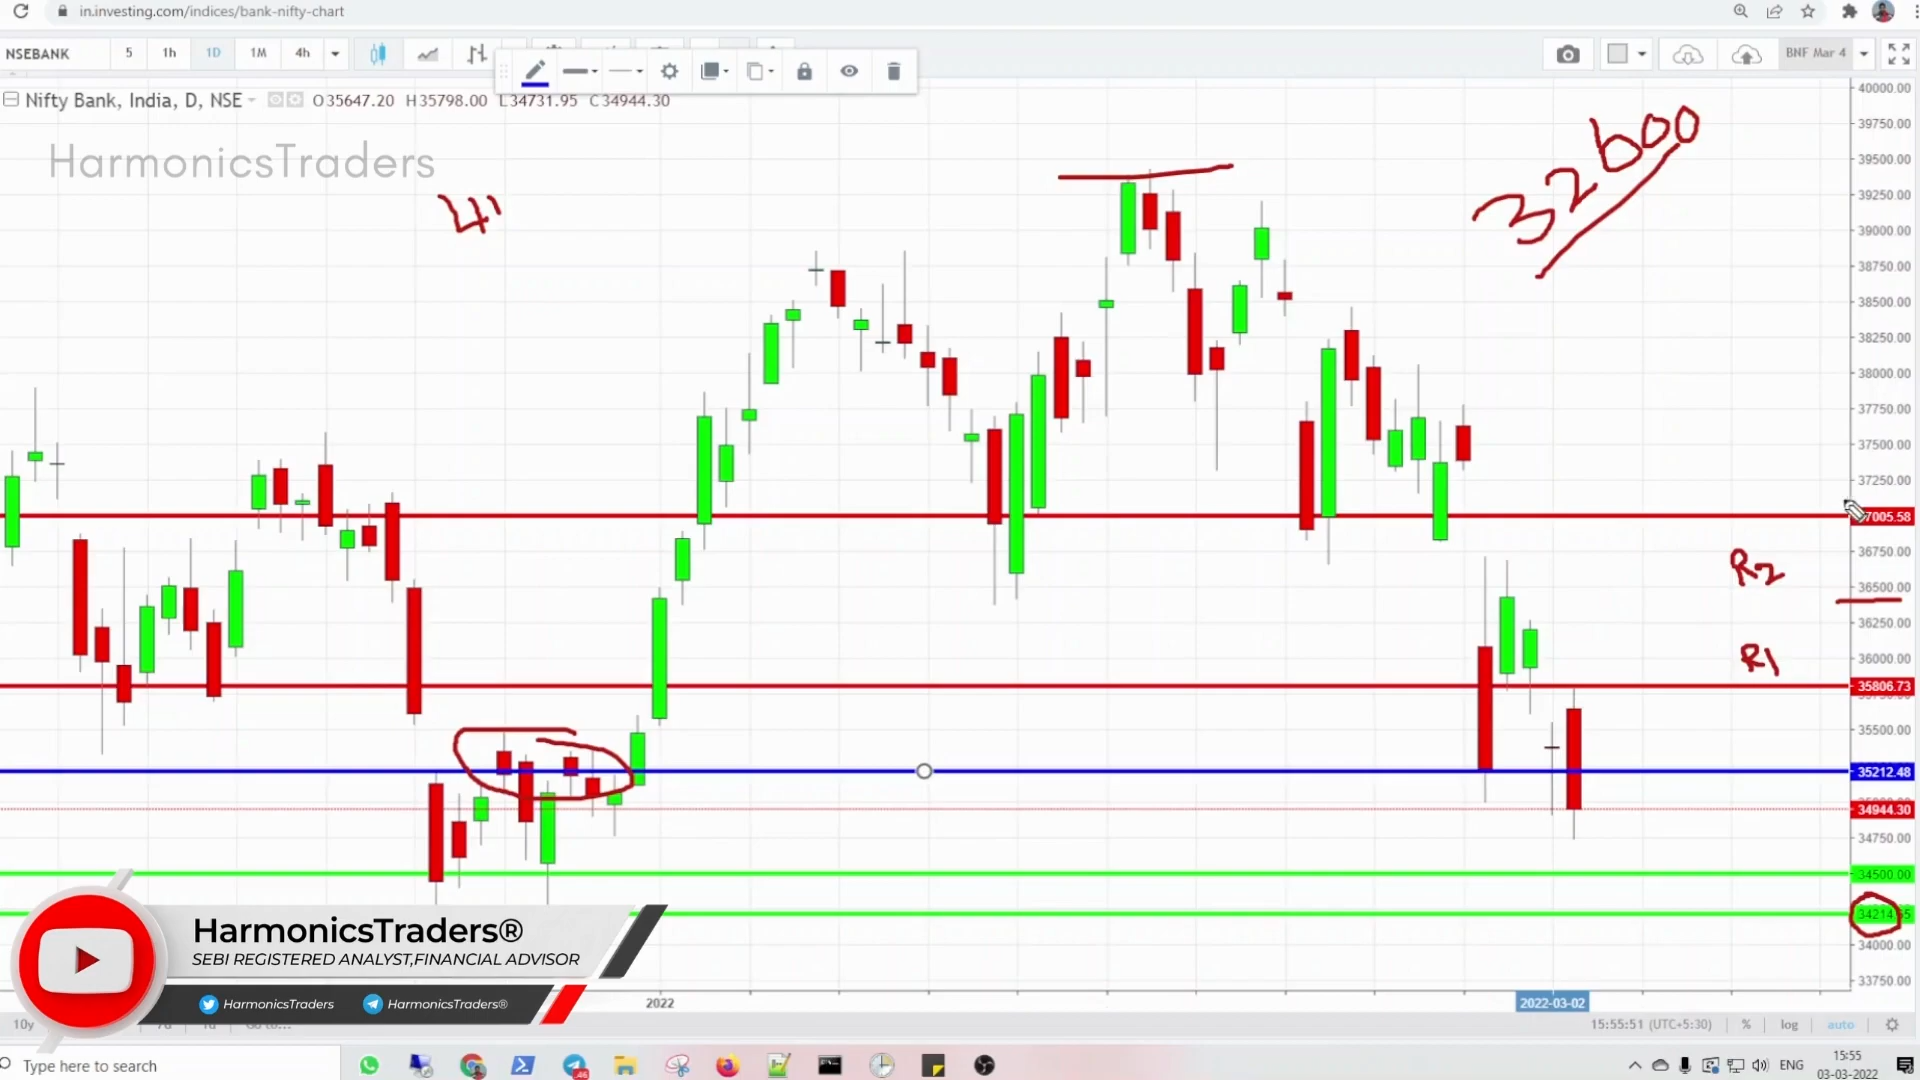 in.investing.com/indices/bank-nifty-chart
NSEBANK
5
1h
1D
1M
4h
BNF Mar 4
Nifty Bank, India, D, NSE
O35647.20 H35798.00 L34731.95 C34944.30
HarmonicsTraders
32600
R2
R1
40000.00
39750.00
39500.00
39250.00
39000.00
38750.00
38500.00
38250.00
38000.00
37750.00
37500.00
37250.00
7005.58
36750.00
36500.00
36250.00
36000.00
35806.73
35500.00
35212.48
34944.30
34750.00
34500.00
34214.55
34000.00
33750.00
HarmonicsTraders®
SEBI REGISTERED ANALYST,FINANCIAL ADVISOR
HarmonicsTraders
HarmonicsTraders®
2022
2022-03-02
10y
15:55:51 (UTC+5:30)
%
log
auto
Type here to search
ENG
15:55
03-03-2022